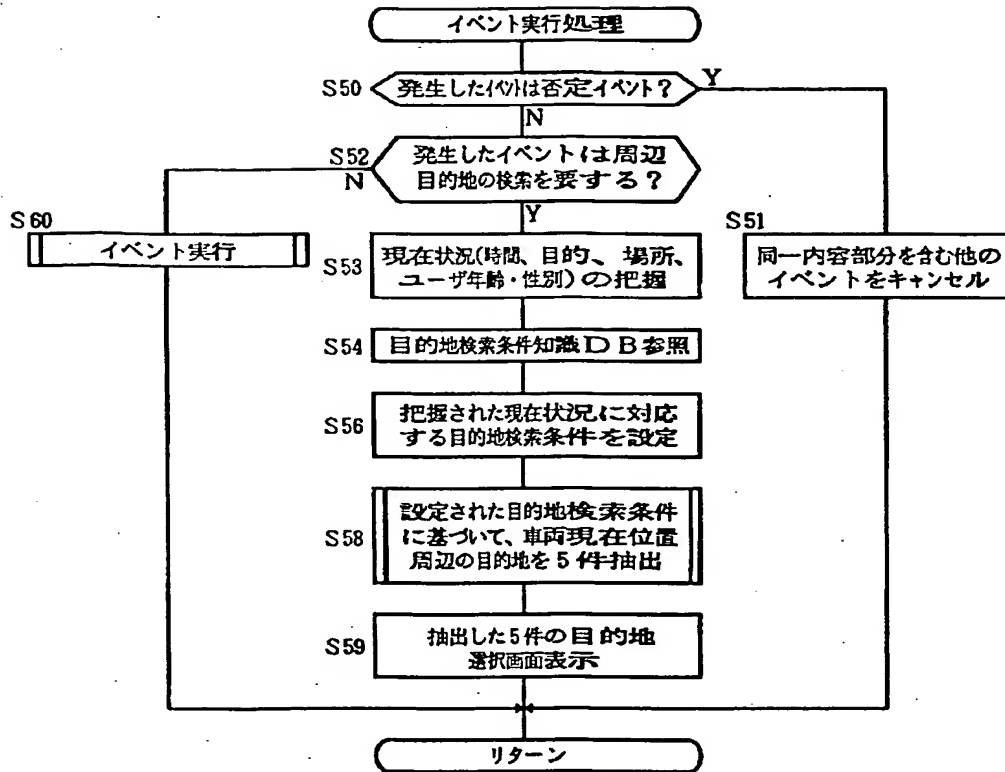 イベント実行処理
S50
発生したイベントは否定イベント？
Y
N
S52
発生したイベントは周辺
目的地の検索を要する？
N
Y
S60
イベント実行
S51
同一内容部分を含む他の
イベントをキャンセル
S53
現在状況(時間、目的、場所、
ユーザ年齢・性別)の把握
S54
目的地検索条件知識DB参照
S56
把握された現在状況に対応
する目的地検索条件を設定
S58
設定された目的地検索条件
に基づいて、車両現在位置
周辺の目的地を5件抽出
S59
抽出した5件の目的地
選択画面表示
リターン